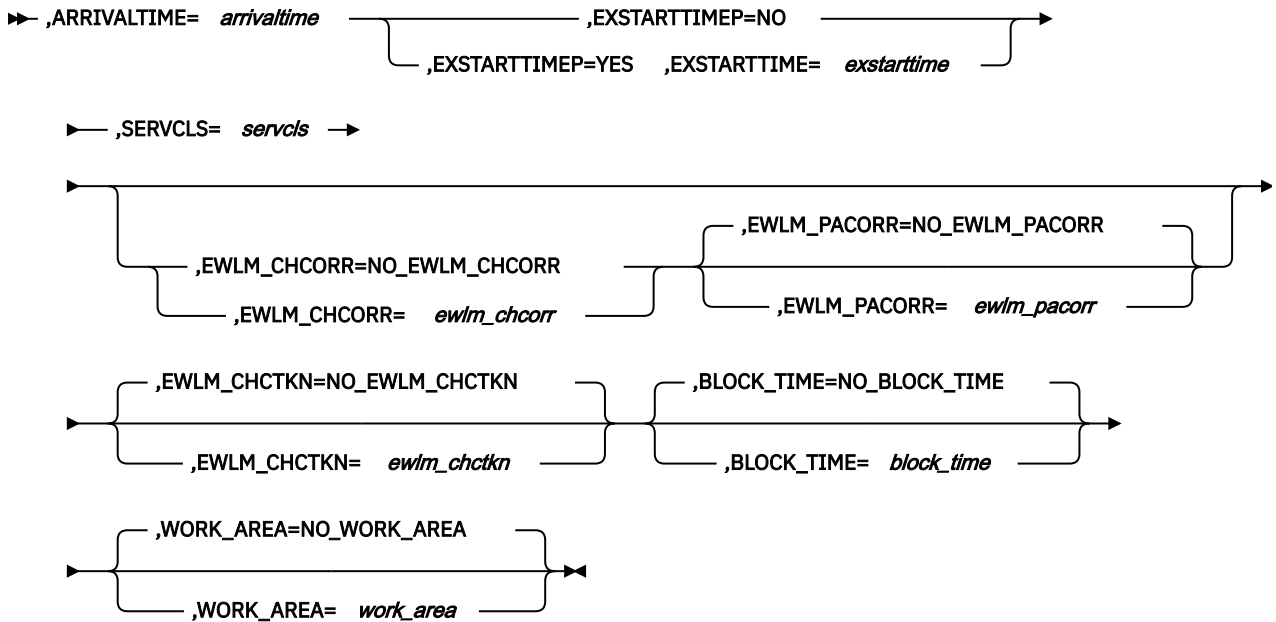 ,ARRIVALTIME= arrivaltime ,EXSTARTTIMEP=NO
,EXSTARTTIMEP=YES ,EXSTARTTIME= exstarttime
,SERVCLS= servcls
,EWLM_PACORR=NO_EWLM_PACORR
,EWLM_CHCORR=NO_EWLM_CHCORR
,EWLM_CHCORR= ewlm_chcorr ,EWLM_PACORR= ewlm_pacorr
,EWLM_CHCTKN=NO_EWLM_CHCTKN ,BLOCK_TIME=NO_BLOCK_TIME
,EWLM_CHCTKN= ewlm_chctkn ,BLOCK_TIME= block_time
,WORK_AREA=NO_WORK_AREA
,WORK_AREA= work_area